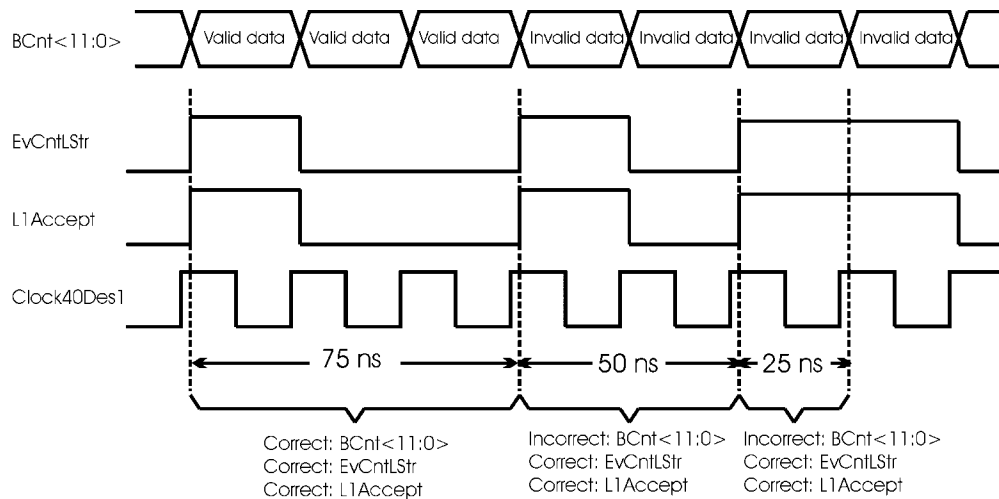 BCnt<11:0>
Valid data Valid data Valid data Invalid data Invalid data Invalid data Invalid data
EvCntLStr
L1Accept
Clock40Des1
75 ns 50 ns 25 ns
Correct: BCnt<11:0>
Correct: EvCntLStr
Correct: L1Accept
Incorrect: BCnt<11:0>
Correct: EvCntLStr
Correct: L1Accept
Incorrect: BCnt<11:0>
Correct: EvCntLStr
Correct: L1Accept